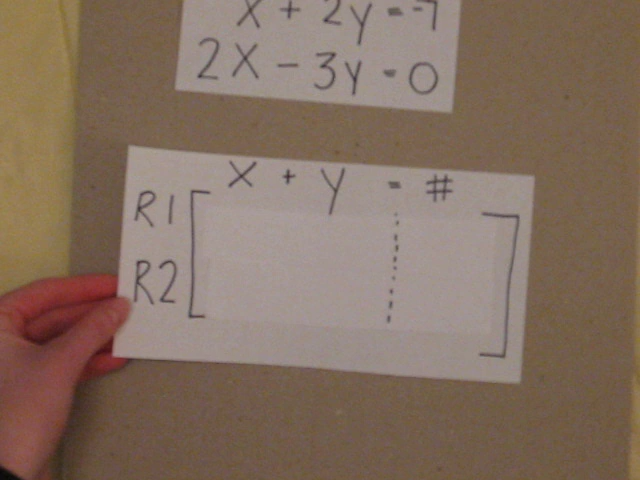 x + 2y = -7
2x - 3y = 0
x + y = #
R1
R2